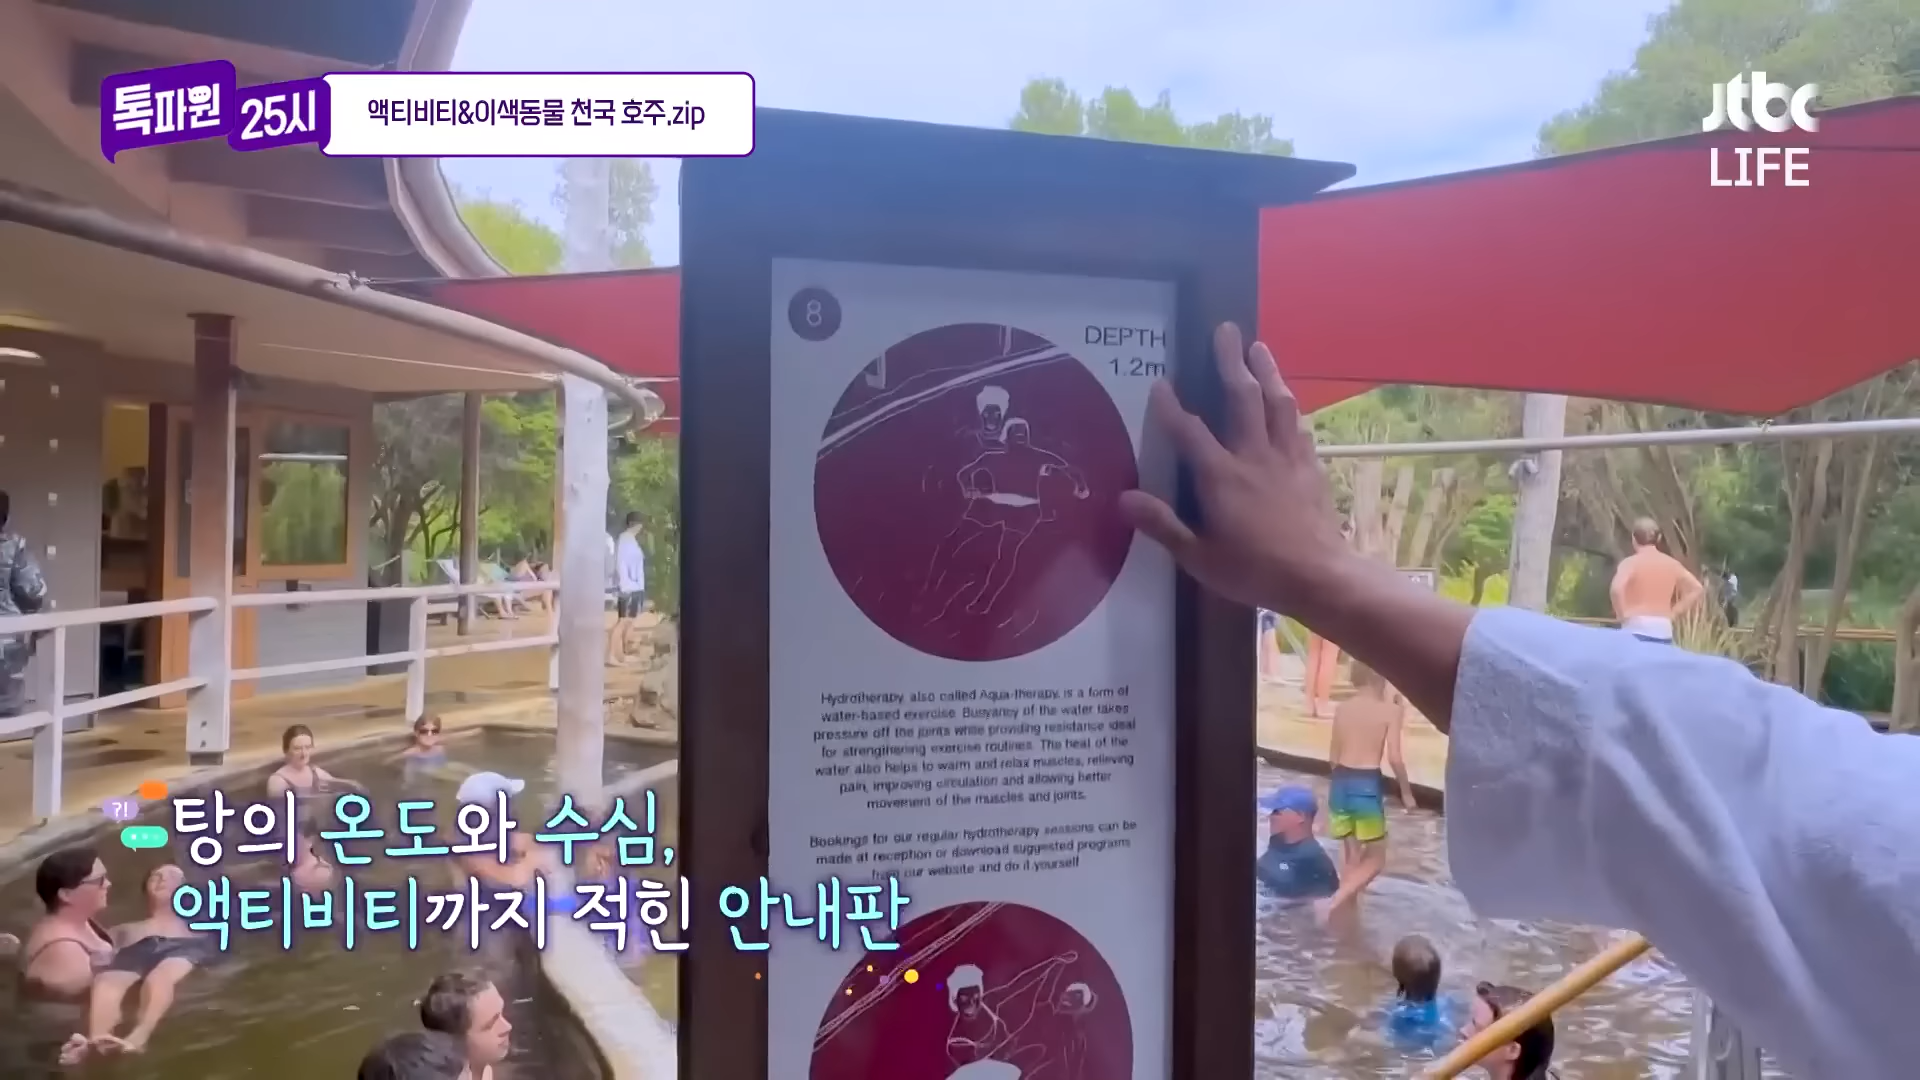 톡파원 25시
액티비티&이색동물 천국 호주.zip
jtbc
LIFE
8
DEPTH
1.2m
Hydrotherapy, also called Aqua-therapy, is a form of
water-based exercise. Buoyancy of the water takes
pressure off the joints while providing resistance ideal
for strengthening exercise routines. The heat of the
water also helps to warm and relax muscles, relieving
pain, improving circulation and allowing better
movement of the muscles and joints.
Bookings for our regular hydrotherapy sessions can be
made at reception or download suggested programs
from our website and do it yourself
?!
탕의 온도와 수심,
액티비티까지 적힌 안내판